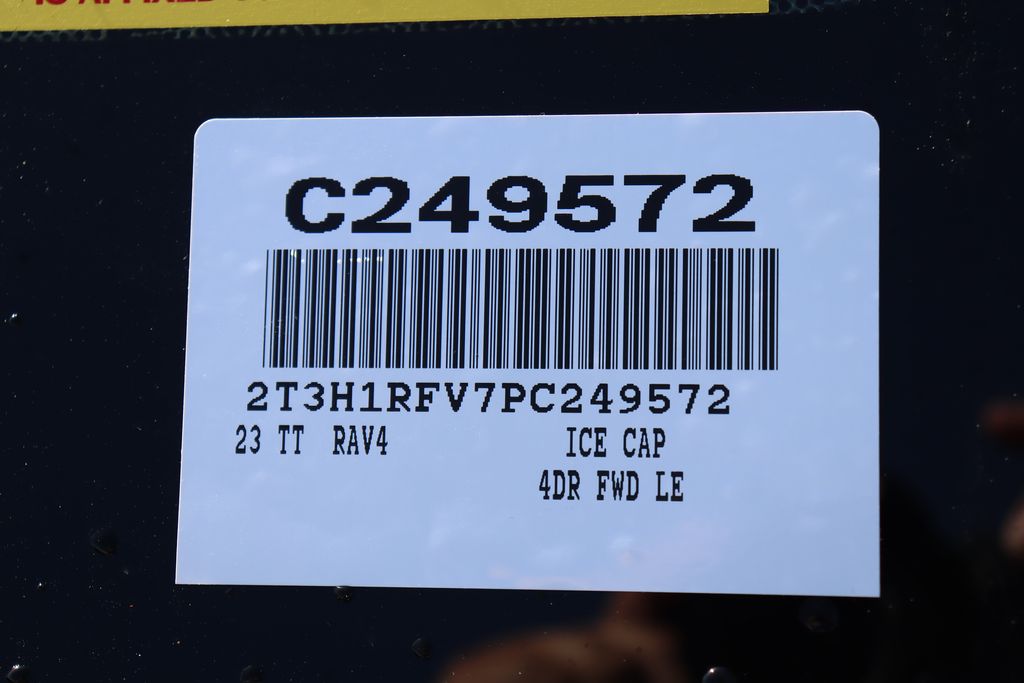 C249572
2T3H1RFV7PC249572
23 TT RAV4 ICE CAP
4DR FWD LE